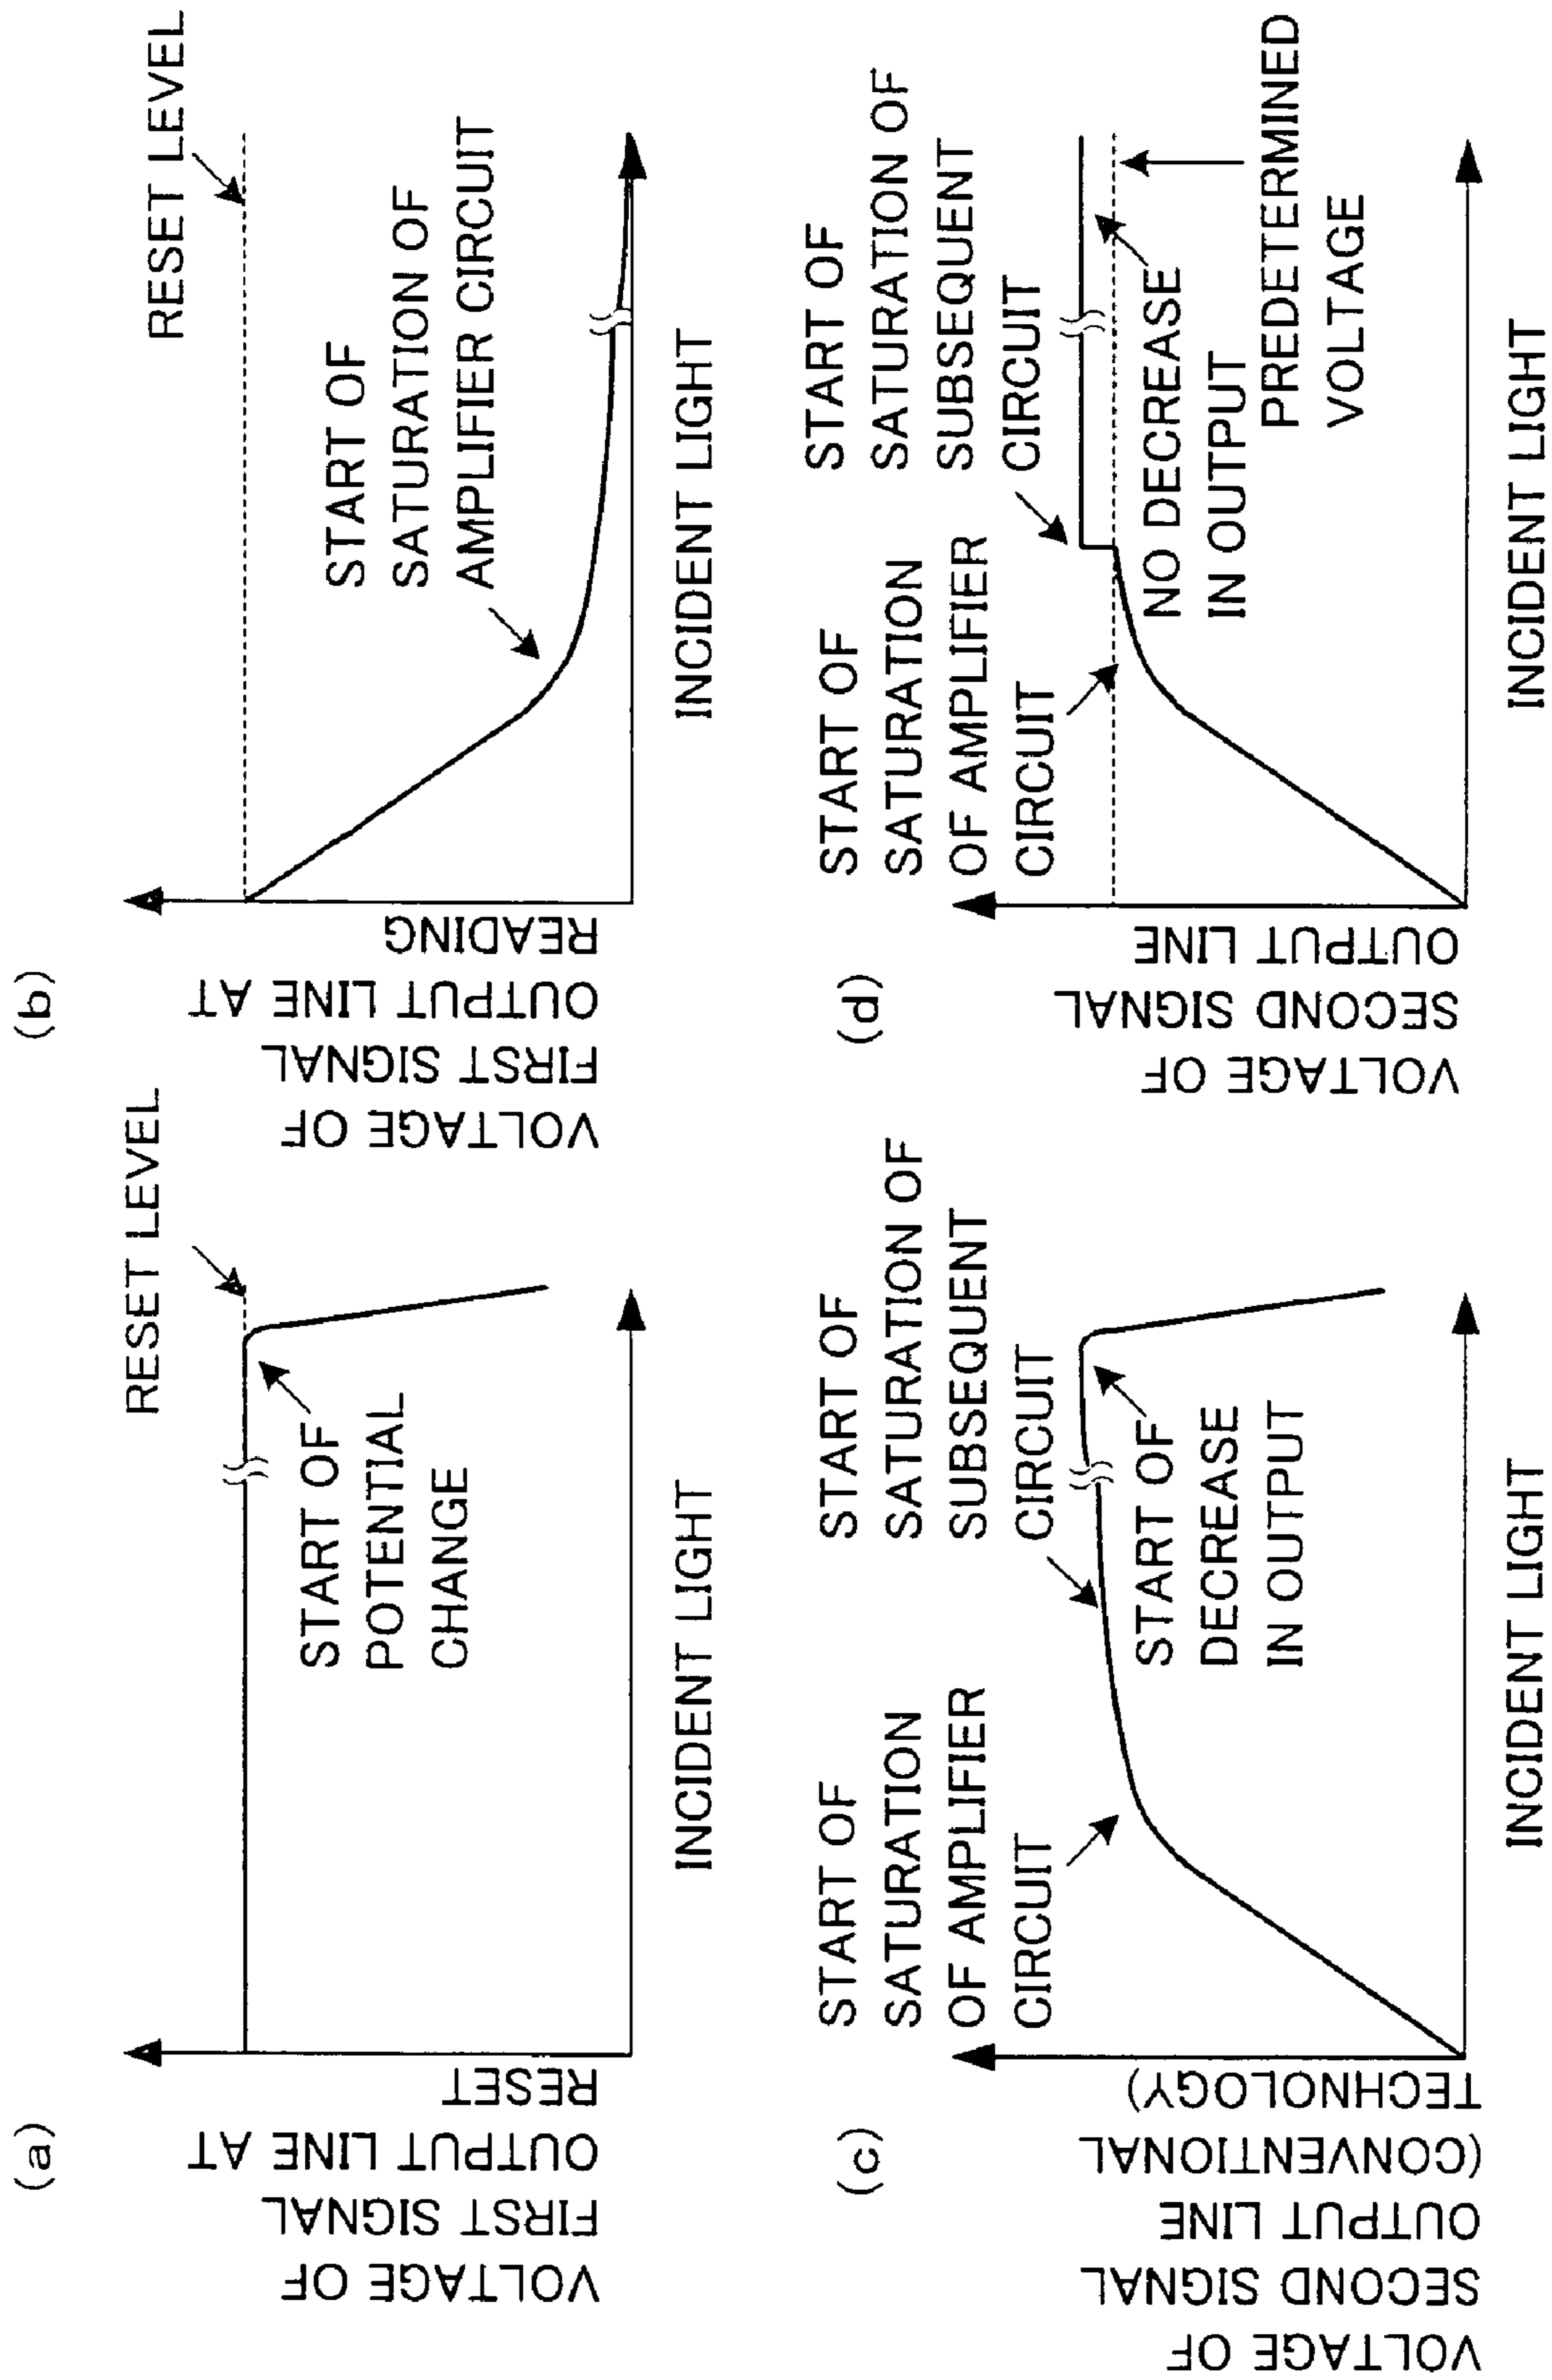 (a)
VOLTAGE OF
FIRST SIGNAL
OUTPUT LINE AT
RESET
RESET LEVEL
START OF
POTENTIAL
CHANGE
INCIDENT LIGHT
(b)
VOLTAGE OF
FIRST SIGNAL
OUTPUT LINE AT
READING
RESET LEVEL
START OF
SATURATION OF
AMPLIFIER CIRCUIT
INCIDENT LIGHT
(c)
VOLTAGE OF
SECOND SIGNAL
OUTPUT LINE
(CONVENTIONAL
TECHNOLOGY)
START OF
SATURATION
OF AMPLIFIER
CIRCUIT
START OF
SATURATION OF
SUBSEQUENT
CIRCUIT
START OF
DECREASE
IN OUTPUT
INCIDENT LIGHT
(d)
VOLTAGE OF
SECOND SIGNAL
OUTPUT LINE
START OF
SATURATION
OF AMPLIFIER
CIRCUIT
START OF
SATURATION OF
SUBSEQUENT
CIRCUIT
NO DECREASE
IN OUTPUT
PREDETERMINED
VOLTAGE
INCIDENT LIGHT